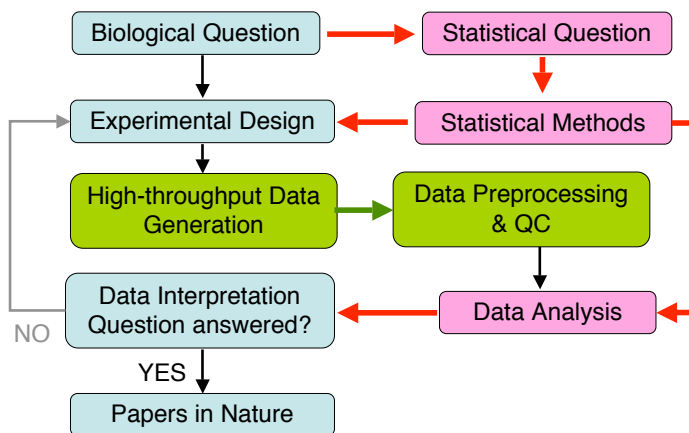 Biological Question
Statistical Question
Experimental Design
Statistical Methods
High-throughput Data
Generation
Data Preprocessing
& QC
Data Interpretation
Question answered?
Data Analysis
NO
YES
Papers in Nature